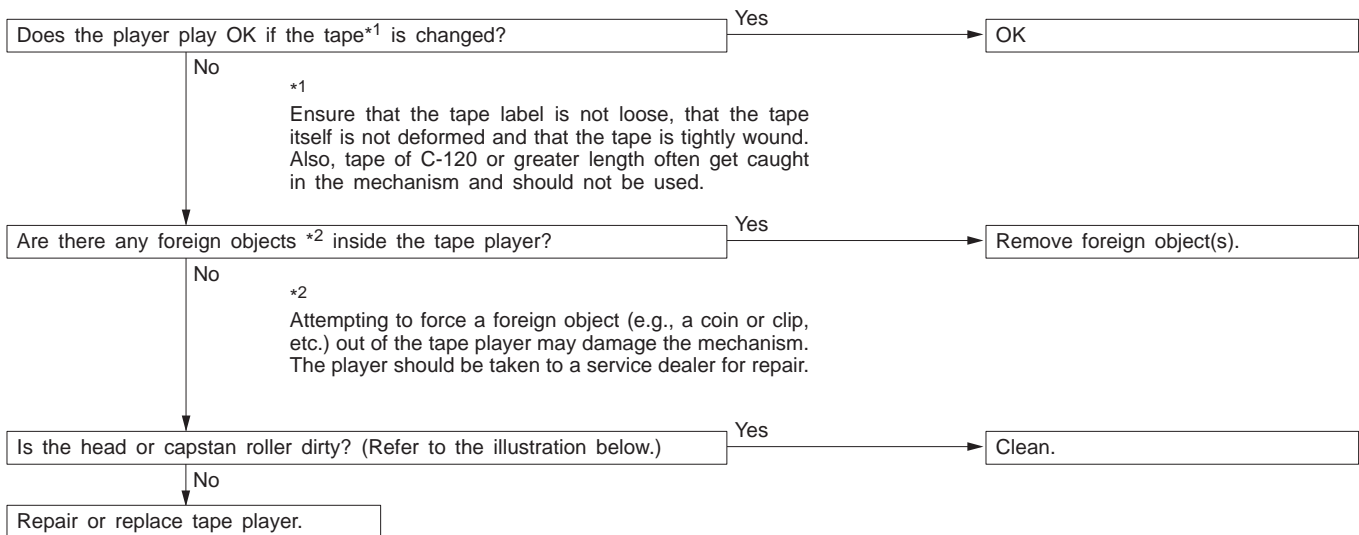 Does the player play OK if the tape*1 is changed?
Yes
OK
No
*1
Ensure that the tape label is not loose, that the tape
itself is not deformed and that the tape is tightly wound.
Also, tape of C-120 or greater length often get caught
in the mechanism and should not be used.
Are there any foreign objects *2 inside the tape player?
Yes
Remove foreign object(s).
No
*2
Attempting to force a foreign object (e.g., a coin or clip,
etc.) out of the tape player may damage the mechanism.
The player should be taken to a service dealer for repair.
Is the head or capstan roller dirty? (Refer to the illustration below.)
Yes
Clean.
No
Repair or replace tape player.